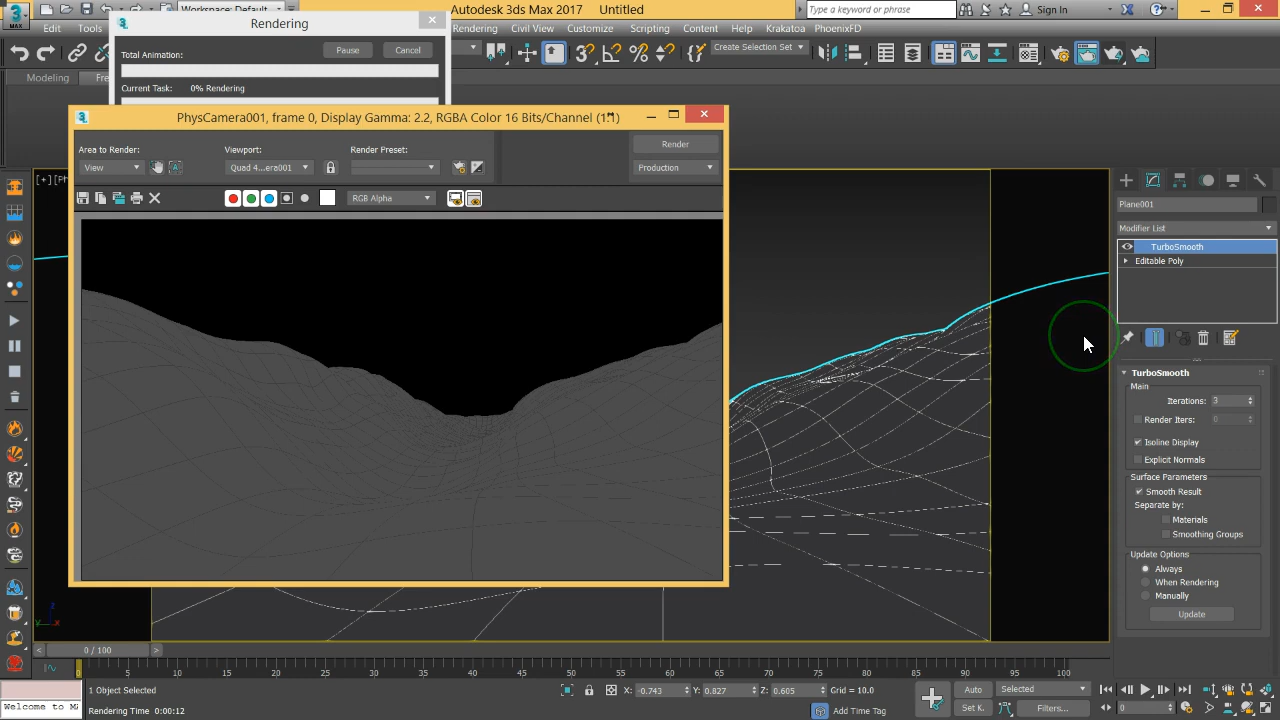 MAX
Workspace: Default
Autodesk 3ds Max 2017 Untitled
Type a keyword or phrase
Sign In
Edit
Tools
Rendering
Civil View
Customize
Scripting
Content
Help
Krakatoa
PhoenixFD
Rendering
Total Animation:
Pause
Cancel
Current Task: 0% Rendering
Create Selection Set
Modeling
PhysCamera001, frame 0, Display Gamma: 2.2, RGBA Color 16 Bits/Channel (1:1)
Area to Render:
View
Viewport:
Quad 4...era001
Render Preset:
Render
Production
RGB Alpha
Plane001
Modifier List
TurboSmooth
Editable Poly
TurboSmooth
Main
Iterations: 3
Render Iters: 0
Isoline Display
Explicit Normals
Surface Parameters
Smooth Result
Separate by:
Materials
Smoothing Groups
Update Options
Always
When Rendering
Manually
Update
0 / 100
0 5 10 15 20 25 30 35 40 45 50 55 60 65 70 75 80 85 90 95 100
1 Object Selected
X: -0.743 Y: 0.827 Z: 0.605 Grid = 10.0
Auto
Selected
Welcome to M
Rendering Time 0:00:12
Add Time Tag
Set K.
Filters...
0